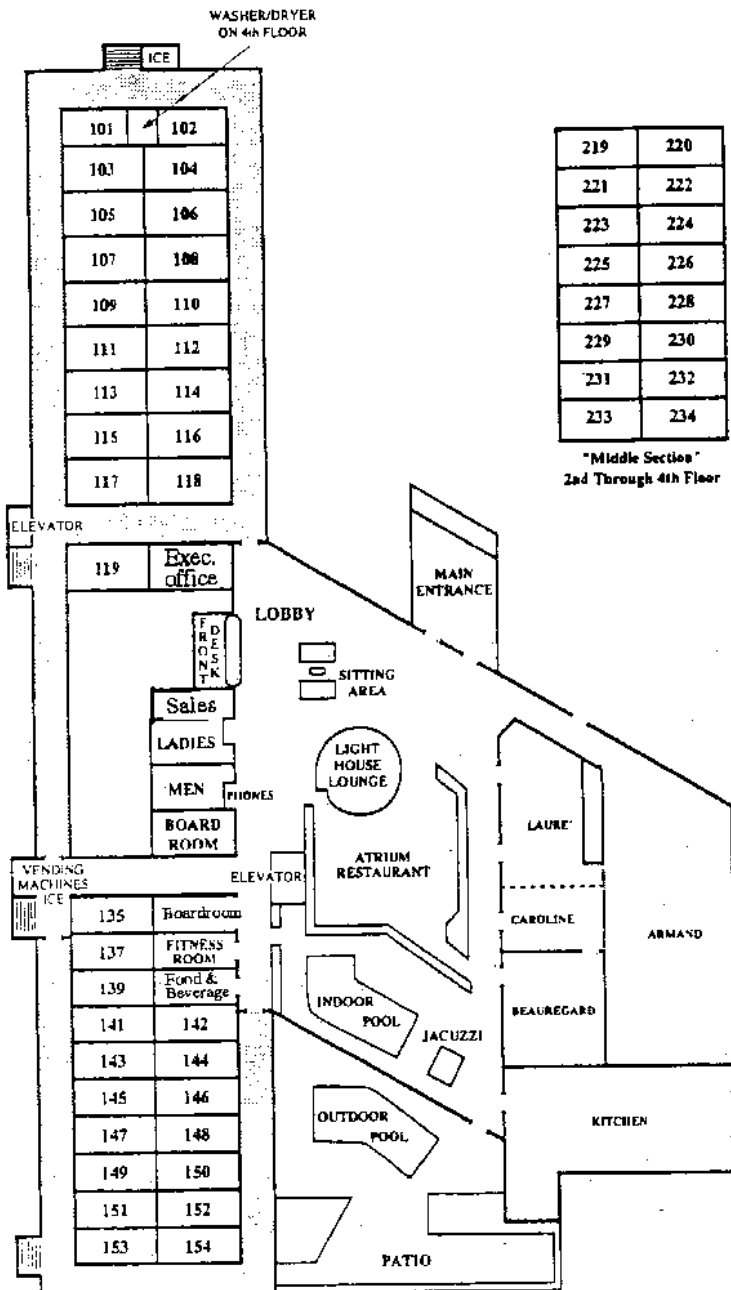 WASHER/DRYER
ON 4th FLOOR
ICE
101 102
103 104
105 106
107 108
109 110
111 112
113 114
115 116
117 118
219 220
221 222
223 224
225 226
227 228
229 230
231 232
233 234
"Middle Section"
2nd Through 4th Floor
ELEVATOR
119
Exec.
office
MAIN
ENTRANCE
LOBBY
FRONT
DESK
SITTING
AREA
Sales
LADIES
MEN
PHONES
BOARD
ROOM
LIGHT
HOUSE
LOUNGE
ATRIUM
RESTAURANT
LAURE'
CAROLINE
ARMAND
BEAUREGARD
VENDING
MACHINES
ICE
ELEVATOR
135 Boardroom
137 FITNESS
ROOM
139 Food &
Beverage
141 142
143 144
145 146
147 148
149 150
151 152
153 154
INDOOR
POOL
JACUZZI
OUTDOOR
POOL
KITCHEN
PATIO